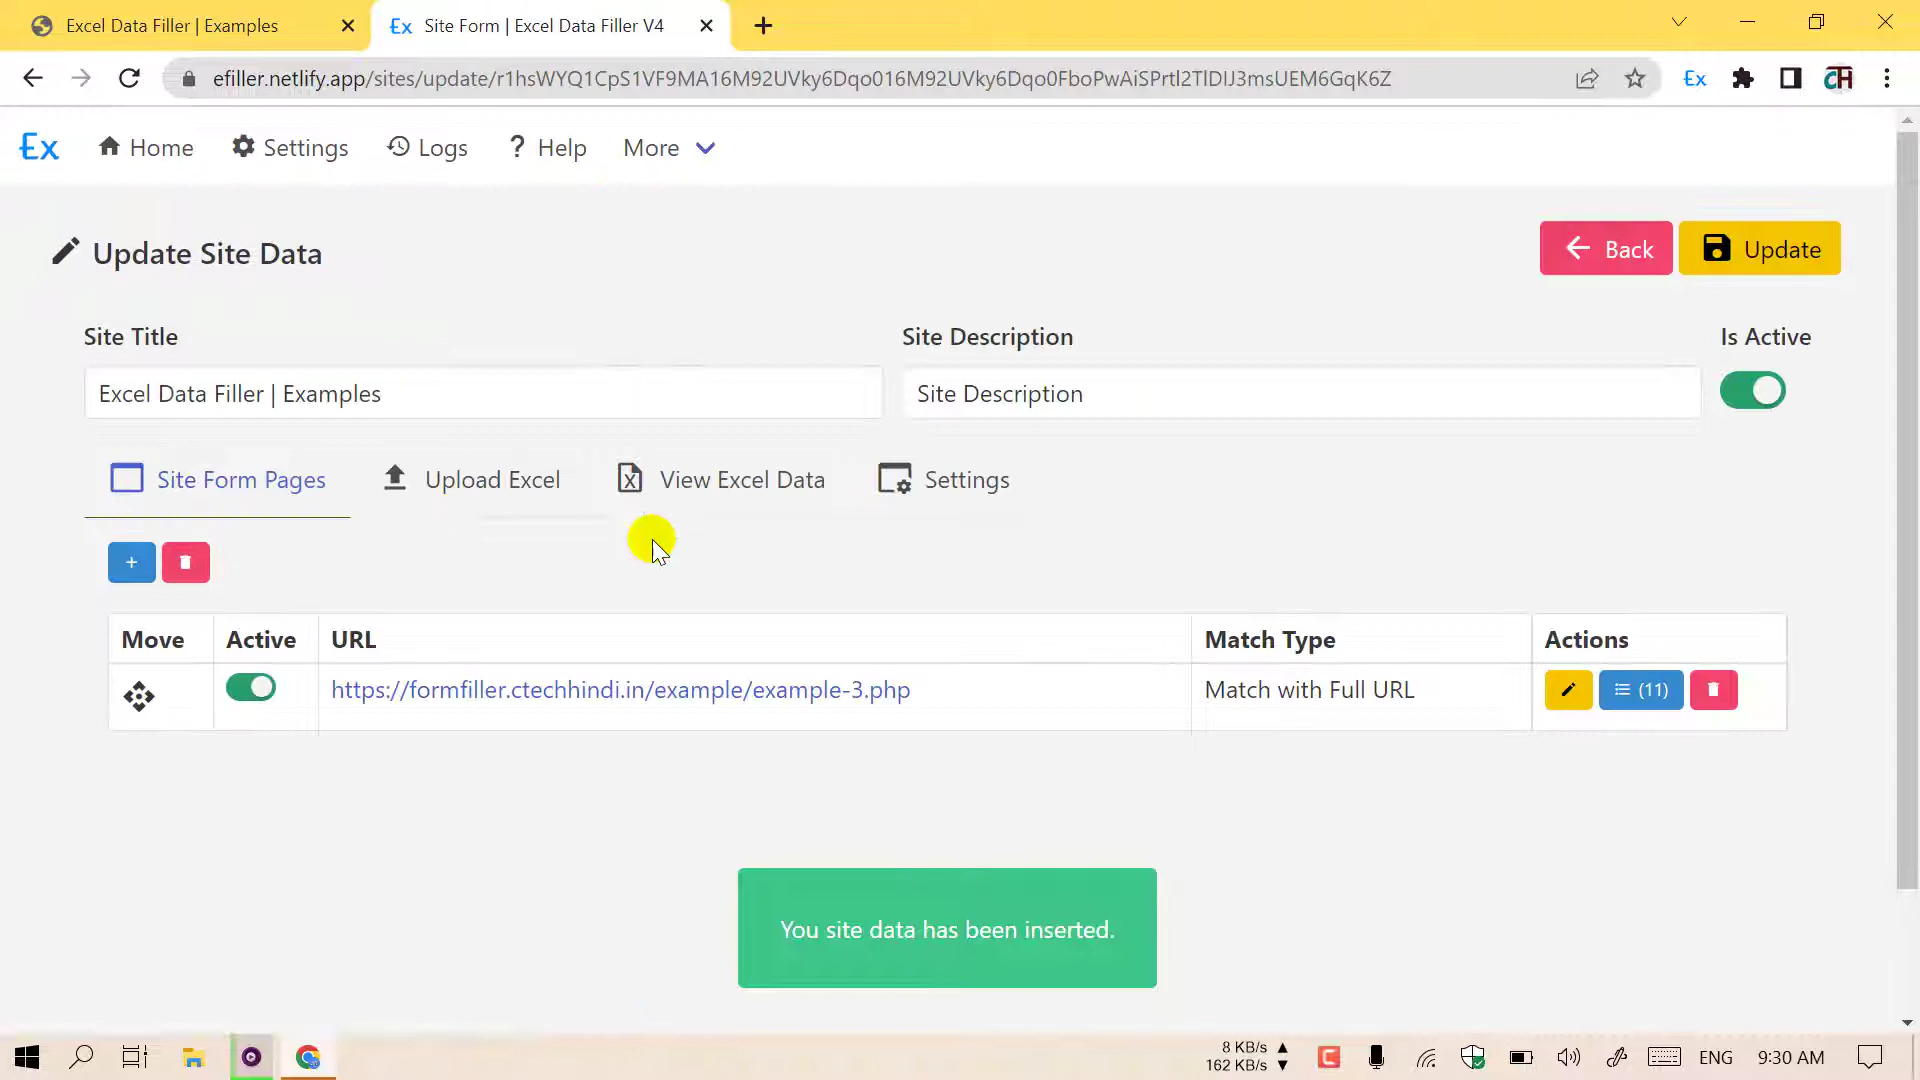 Excel Data Filler | Examples
Ex Site Form | Excel Data Filler V4
efiller.netlify.app/sites/update/r1hsWYQ1CpS1VF9MA16M92UVky6Dqo016M92UVky6Dqo0FboPwAiSPrtl2TlDlJ3msUEM6GqK6Z
Ex
CH
Ex Home Settings Logs ? Help More
Update Site Data
Back Update
Site Title Site Description Is Active
Excel Data Filler | Examples Site Description
Site Form Pages Upload Excel View Excel Data Settings
+
Move Active URL Match Type Actions
https://formfiller.ctechhindi.in/example/example-3.php Match with Full URL (11)
You site data has been inserted.
8 KB/s
162 KB/s
ENG 9:30 AM